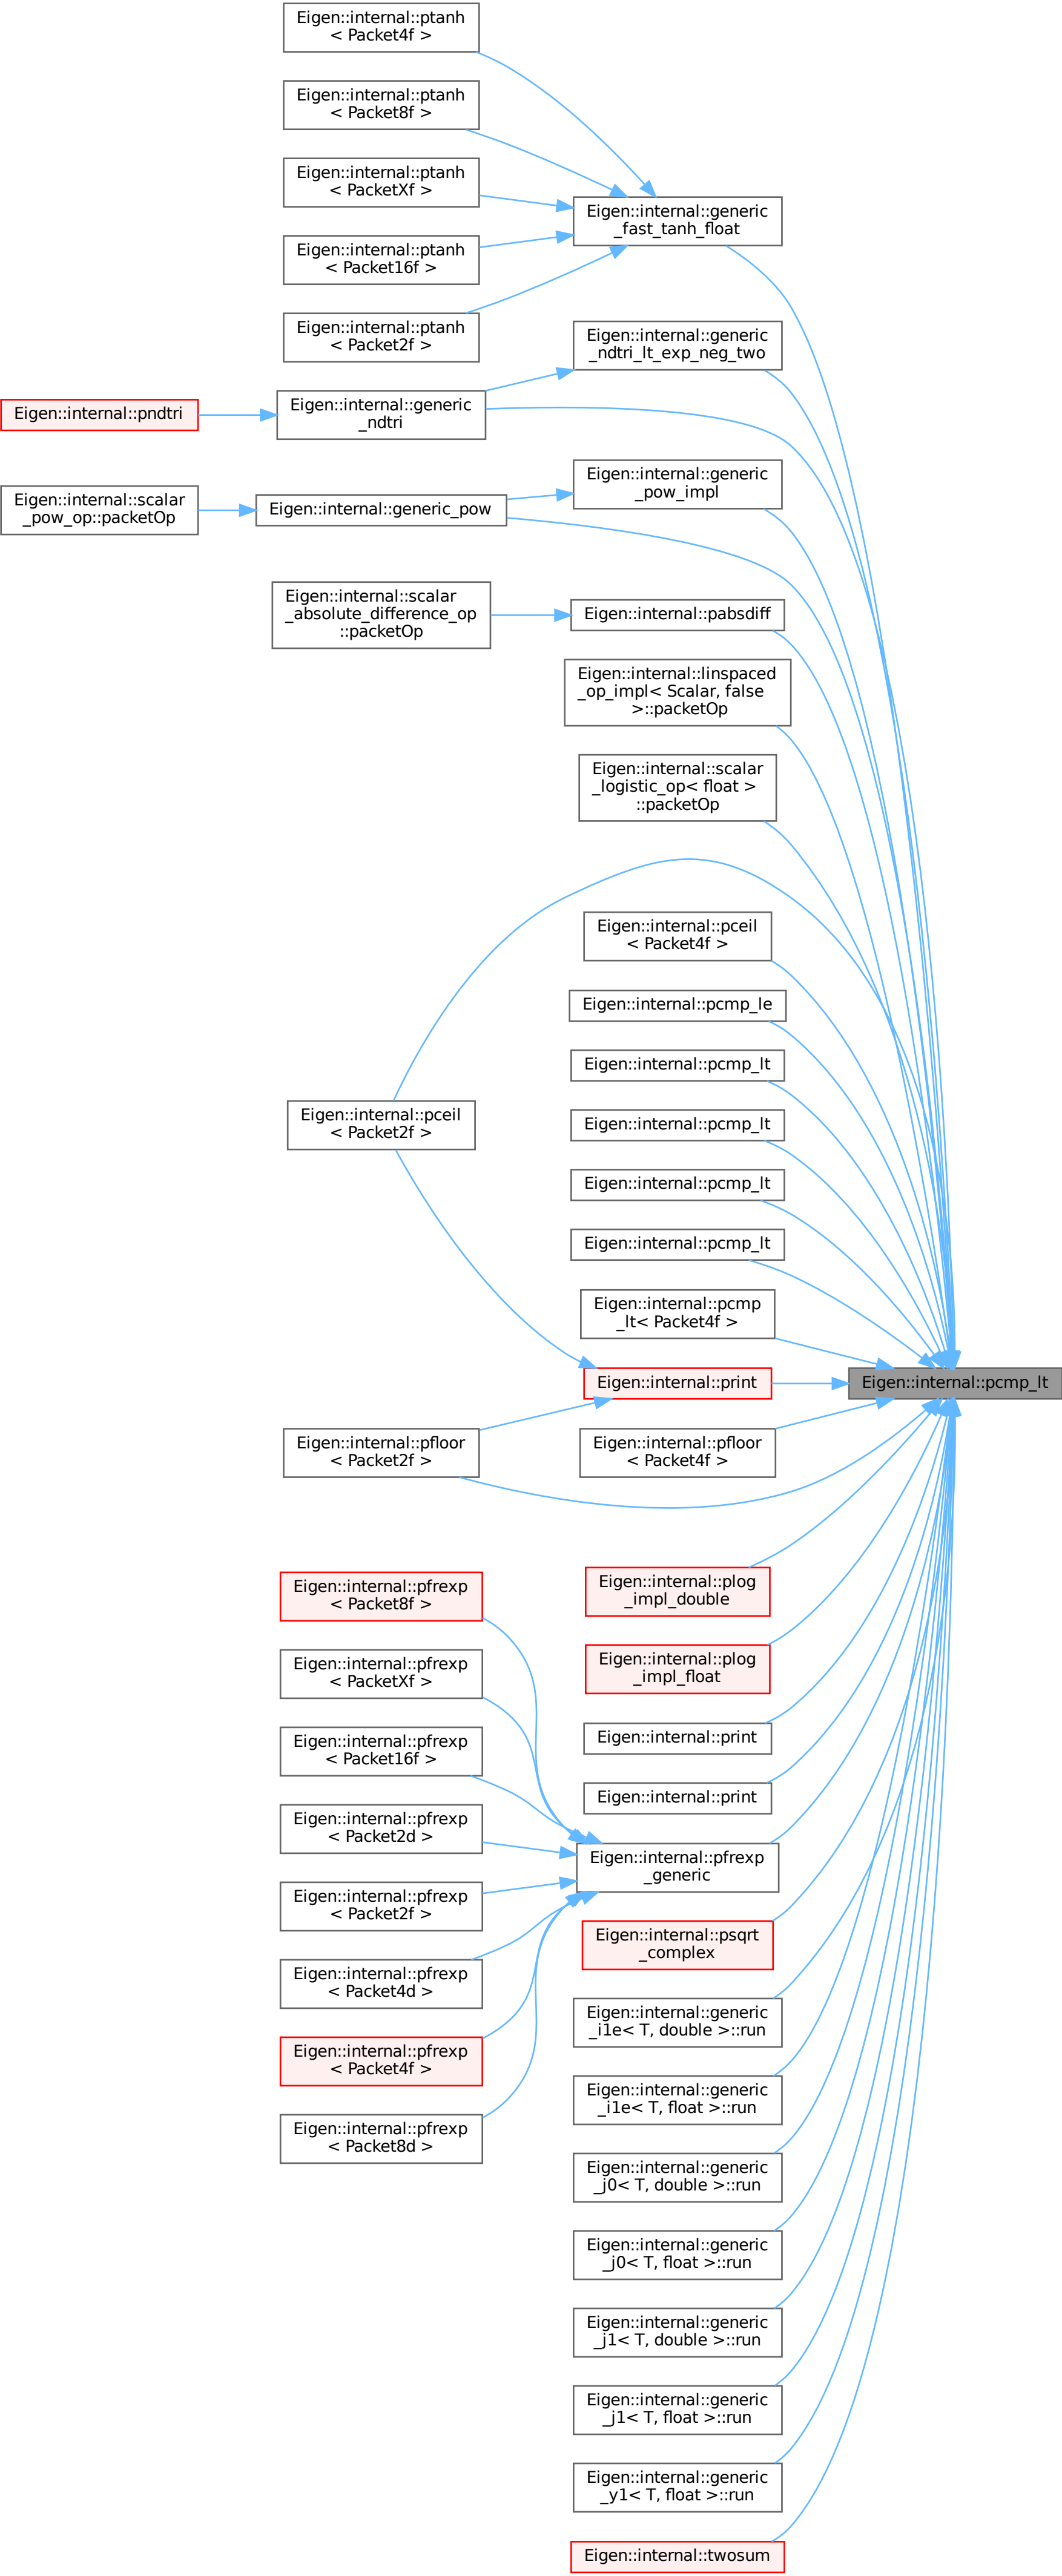 Eigen::internal::ptanh
< Packet4f >
Eigen::internal::ptanh
< Packet8f >
Eigen::internal::ptanh
< PacketXf >
Eigen::internal::generic
_fast_tanh_float
Eigen::internal::ptanh
< Packet16f >
Eigen::internal::ptanh
< Packet2f >
Eigen::internal::generic
_ndtri_lt_exp_neg_two
Eigen::internal::pndtri
Eigen::internal::generic
_ndtri
Eigen::internal::generic
_pow_impl
Eigen::internal::scalar
_pow_op::packetOp
Eigen::internal::generic_pow
Eigen::internal::scalar
_absolute_difference_op
::packetOp
Eigen::internal::pabsdiff
Eigen::internal::linspaced
_op_impl< Scalar, false
>::packetOp
Eigen::internal::scalar
_logistic_op< float >
::packetOp
Eigen::internal::pceil
< Packet4f >
Eigen::internal::pcmp_le
Eigen::internal::pcmp_lt
Eigen::internal::pceil
< Packet2f >
Eigen::internal::pcmp_lt
Eigen::internal::pcmp_lt
Eigen::internal::pcmp_lt
Eigen::internal::pcmp
_lt< Packet4f >
Eigen::internal::print
Eigen::internal::pcmp_lt
Eigen::internal::pfloor
< Packet2f >
Eigen::internal::pfloor
< Packet4f >
Eigen::internal::plog
_impl_double
Eigen::internal::pfrexp
< Packet8f >
Eigen::internal::plog
_impl_float
Eigen::internal::pfrexp
< PacketXf >
Eigen::internal::print
Eigen::internal::pfrexp
< Packet16f >
Eigen::internal::print
Eigen::internal::pfrexp
< Packet2d >
Eigen::internal::pfrexp
_generic
Eigen::internal::pfrexp
< Packet2f >
Eigen::internal::psqrt
_complex
Eigen::internal::pfrexp
< Packet4d >
Eigen::internal::generic
_i1e< T, double >::run
Eigen::internal::pfrexp
< Packet4f >
Eigen::internal::generic
_i1e< T, float >::run
Eigen::internal::pfrexp
< Packet8d >
Eigen::internal::generic
_j0< T, double >::run
Eigen::internal::generic
_j0< T, float >::run
Eigen::internal::generic
_j1< T, double >::run
Eigen::internal::generic
_j1< T, float >::run
Eigen::internal::generic
_y1< T, float >::run
Eigen::internal::twosum